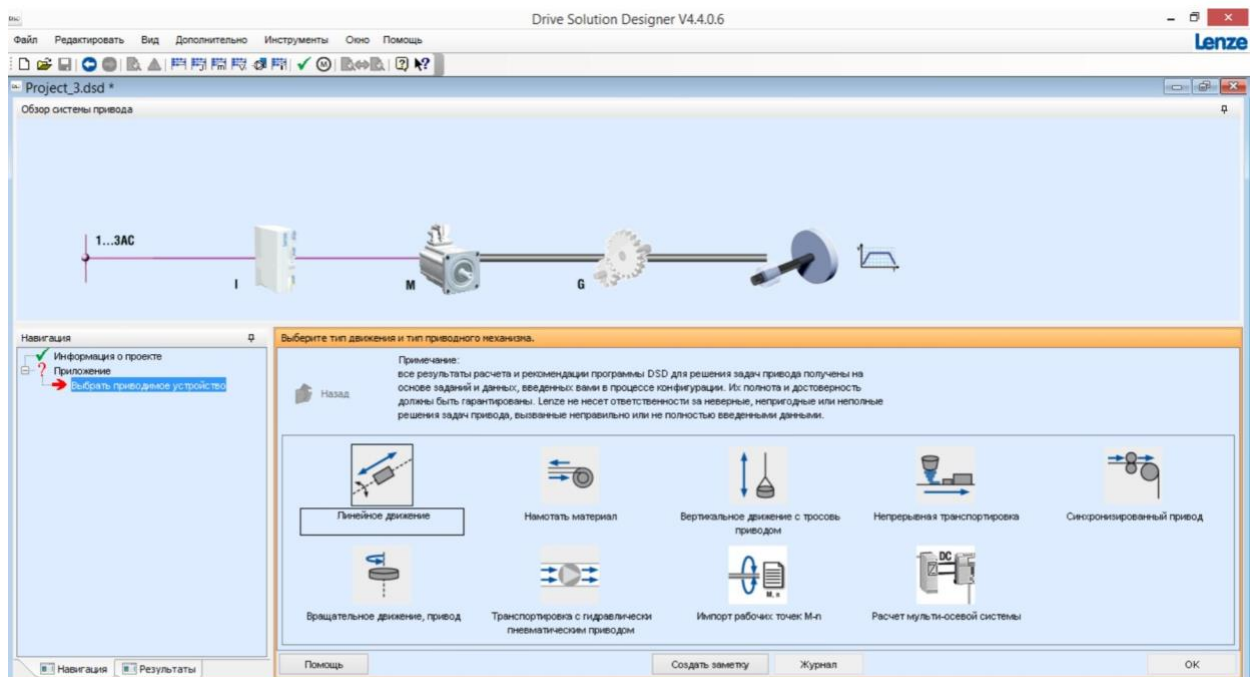 Drive Solution Designer V4.4.0.6
Файл Редактировать Вид Дополнительно Инструменты Окно Помощь
Lenze
Project_3.dsd *
Обзор системы привода
1...3AC
I
M
G
Навигация
Информация о проекте
Приложение
Выбрать приводимое устройство
Выберите тип движения и тип приводного механизма.
Назад
Примечание:
все результаты расчета и рекомендации программы DSD для решения задач привода получены на
основе заданий и данных, введенных вами в процессе конфигурации. Их полнота и достоверность
должны быть гарантированы. Lenze не несет ответственности за неверные, непригодные или неполные
решения задач привода, вызванные неправильно или не полностью введенными данными.
Линейное движение
Намотать материал
Вертикальное движение с тросовь
приводом
Непрерывная транспортировка
Синхронизированный привод
DC
M, x
Вращательное движение, привод
Транспортировка с гидравлически
пневматическим приводом
Импорт рабочих точек M-n
Расчет мульти-осевой системы
Навигация Результаты
Помощь Создать заметку Журнал OK